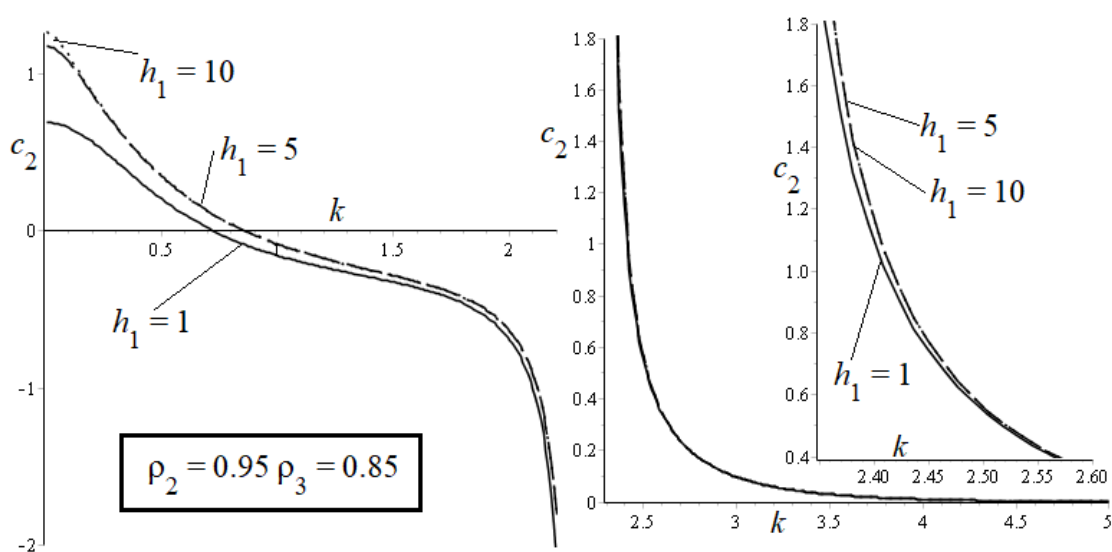 1
h₁ = 10
c₂
h₁ = 5
k
0
0.5
1
1.5
2
h₁ = 1
-1
ρ₂ = 0.95 ρ₃ = 0.85
-2
1.8
1.6
1.4
c₂
1.2
1
0.8
0.6
0.4
0.2
0
2.5
3
k
3.5
4
4.5
5
1.8
1.6
h₁ = 5
1.4
c₂
h₁ = 10
1.2
1.0
0.8
h₁ = 1
0.6
k
0.4
2.40
2.45
2.50
2.55
2.60